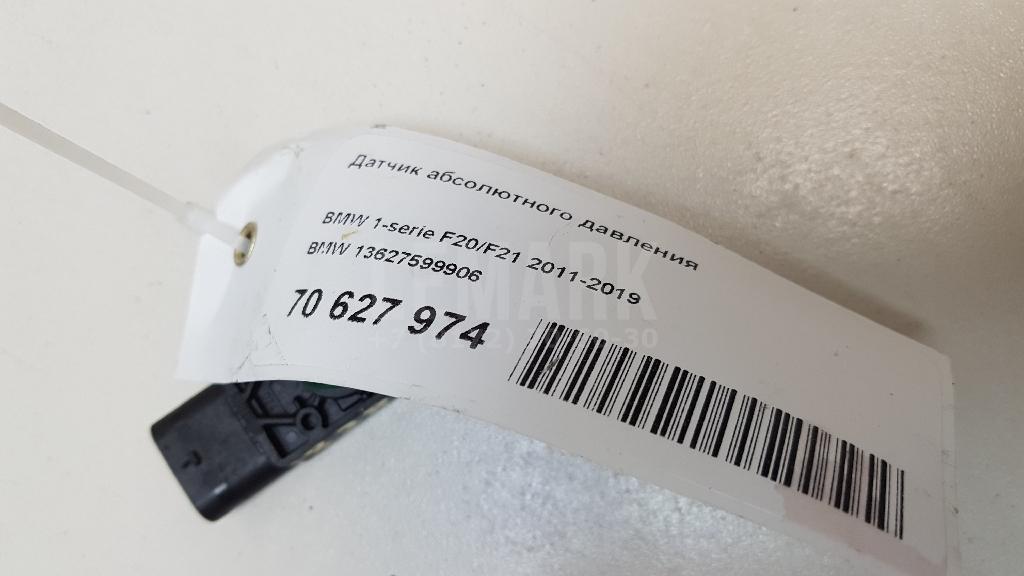 Датчик абсолютного давления
BMW 1-serie F20/F21 2011-2019
BMW 13627599906
70 627 974